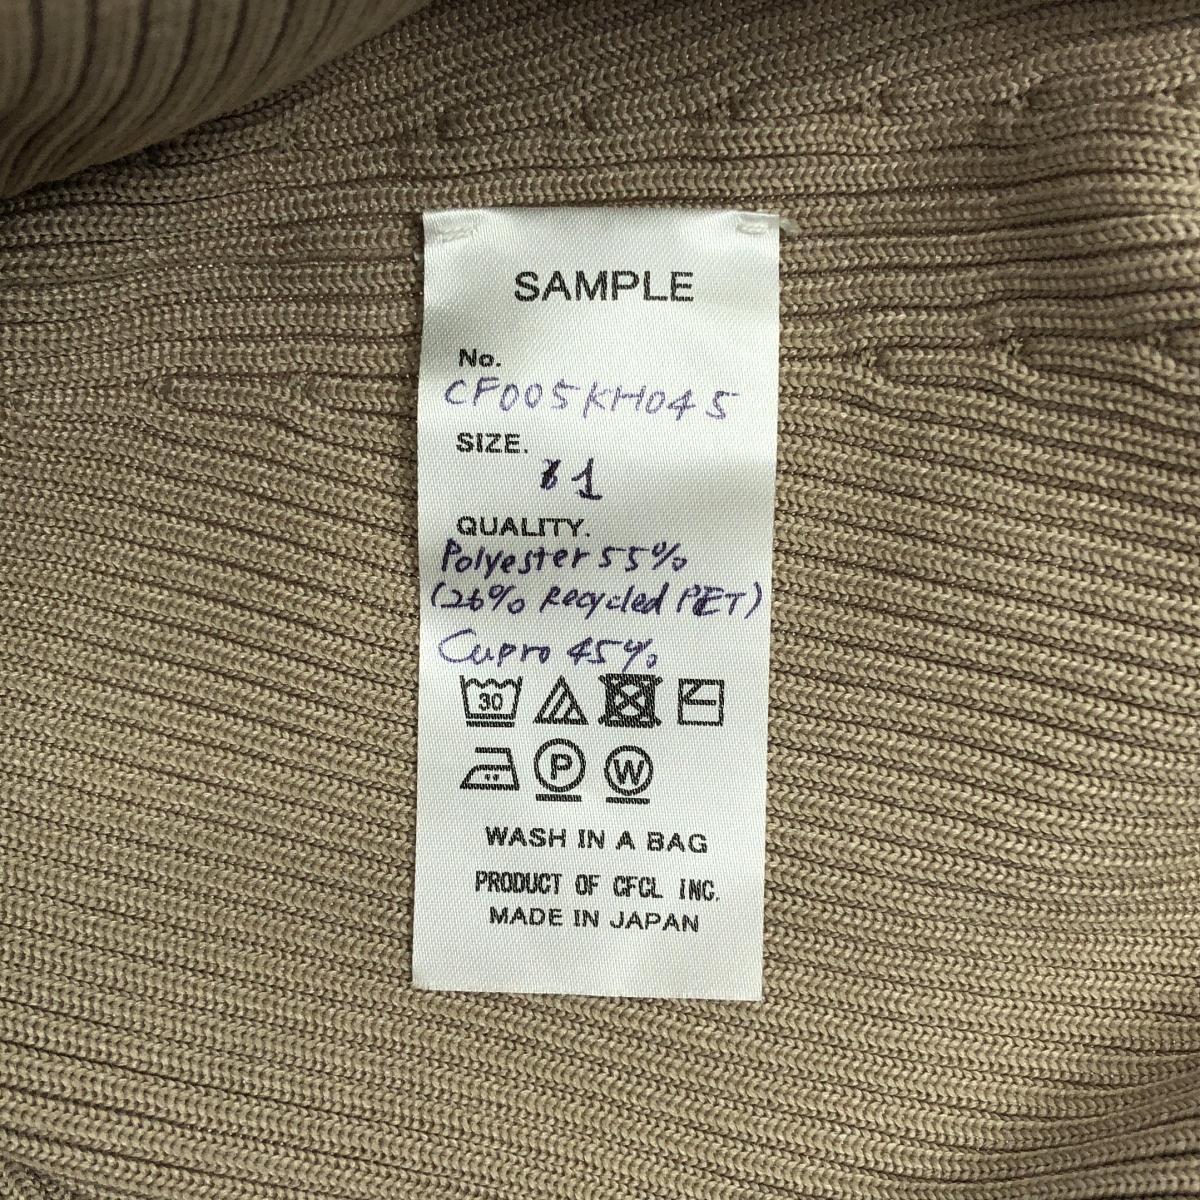 SAMPLE
No.
CF005KH045
SIZE.
1
QUALITY.
Polyester 55%
(26% Recycled PET)
Cupro 45%
30
P W
WASH IN A BAG
PRODUCT OF CFCL INC.
MADE IN JAPAN